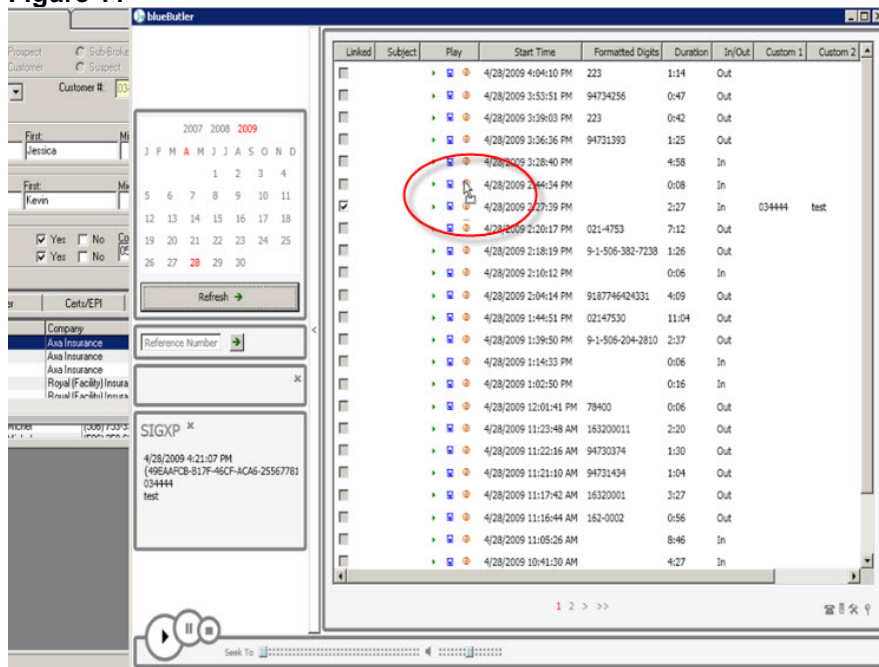 blueButler
Prospect Sub-Broke
Customer Suspect
Customer #: 03
First: Mi
Jessica
First: Mi
Kevin
Yes No Co
Yes No 05
Certs/EPI
Company
Axa Insurance
Axa Insurance
Axa Insurance
Royal (Facility) Insura
Royal (Facility) Insura
2007 2008 2009
J F M A M J J A S O N D
1 2 3 4
5 6 7 8 9 10 11
12 13 14 15 16 17 18
19 20 21 22 23 24 25
26 27 28 29 30
Refresh
Reference Number
SIGXP ×
4/28/2009 4:21:07 PM
(49EAAFCB-B17F-46CF-ACA6-25567781
034444
test
Linked Subject Play Start Time Formatted Digits Duration In/Out Custom 1 Custom 2
4/28/2009 4:04:10 PM 223 1:14 Out
4/28/2009 3:53:51 PM 94734256 0:47 Out
4/28/2009 3:39:03 PM 223 0:42 Out
4/28/2009 3:36:36 PM 94731393 1:25 Out
4/28/2009 3:28:40 PM 4:58 In
4/28/2009 2:44:34 PM 0:08 In
4/28/2009 2:27:39 PM 2:27 In 034444 test
4/28/2009 2:20:17 PM 021-4753 7:12 Out
4/28/2009 2:18:19 PM 9-1-506-382-7238 1:26 Out
4/28/2009 2:10:12 PM 0:06 In
4/28/2009 2:04:14 PM 9187746424331 4:09 Out
4/28/2009 1:44:51 PM 02147530 11:04 Out
4/28/2009 1:39:50 PM 9-1-506-204-2810 2:37 Out
4/28/2009 1:14:33 PM 0:06 In
4/28/2009 1:02:50 PM 0:16 In
4/28/2009 12:01:41 PM 78400 0:06 Out
4/28/2009 11:23:48 AM 163200011 2:20 Out
4/28/2009 11:22:16 AM 94730374 1:30 Out
4/28/2009 11:21:10 AM 94731434 1:04 Out
4/28/2009 11:17:42 AM 16320001 3:27 Out
4/28/2009 11:16:44 AM 162-0002 0:56 Out
4/28/2009 11:05:26 AM 8:46 In
4/28/2009 10:41:30 AM 4:27 In
1 2 > >>
Seek To